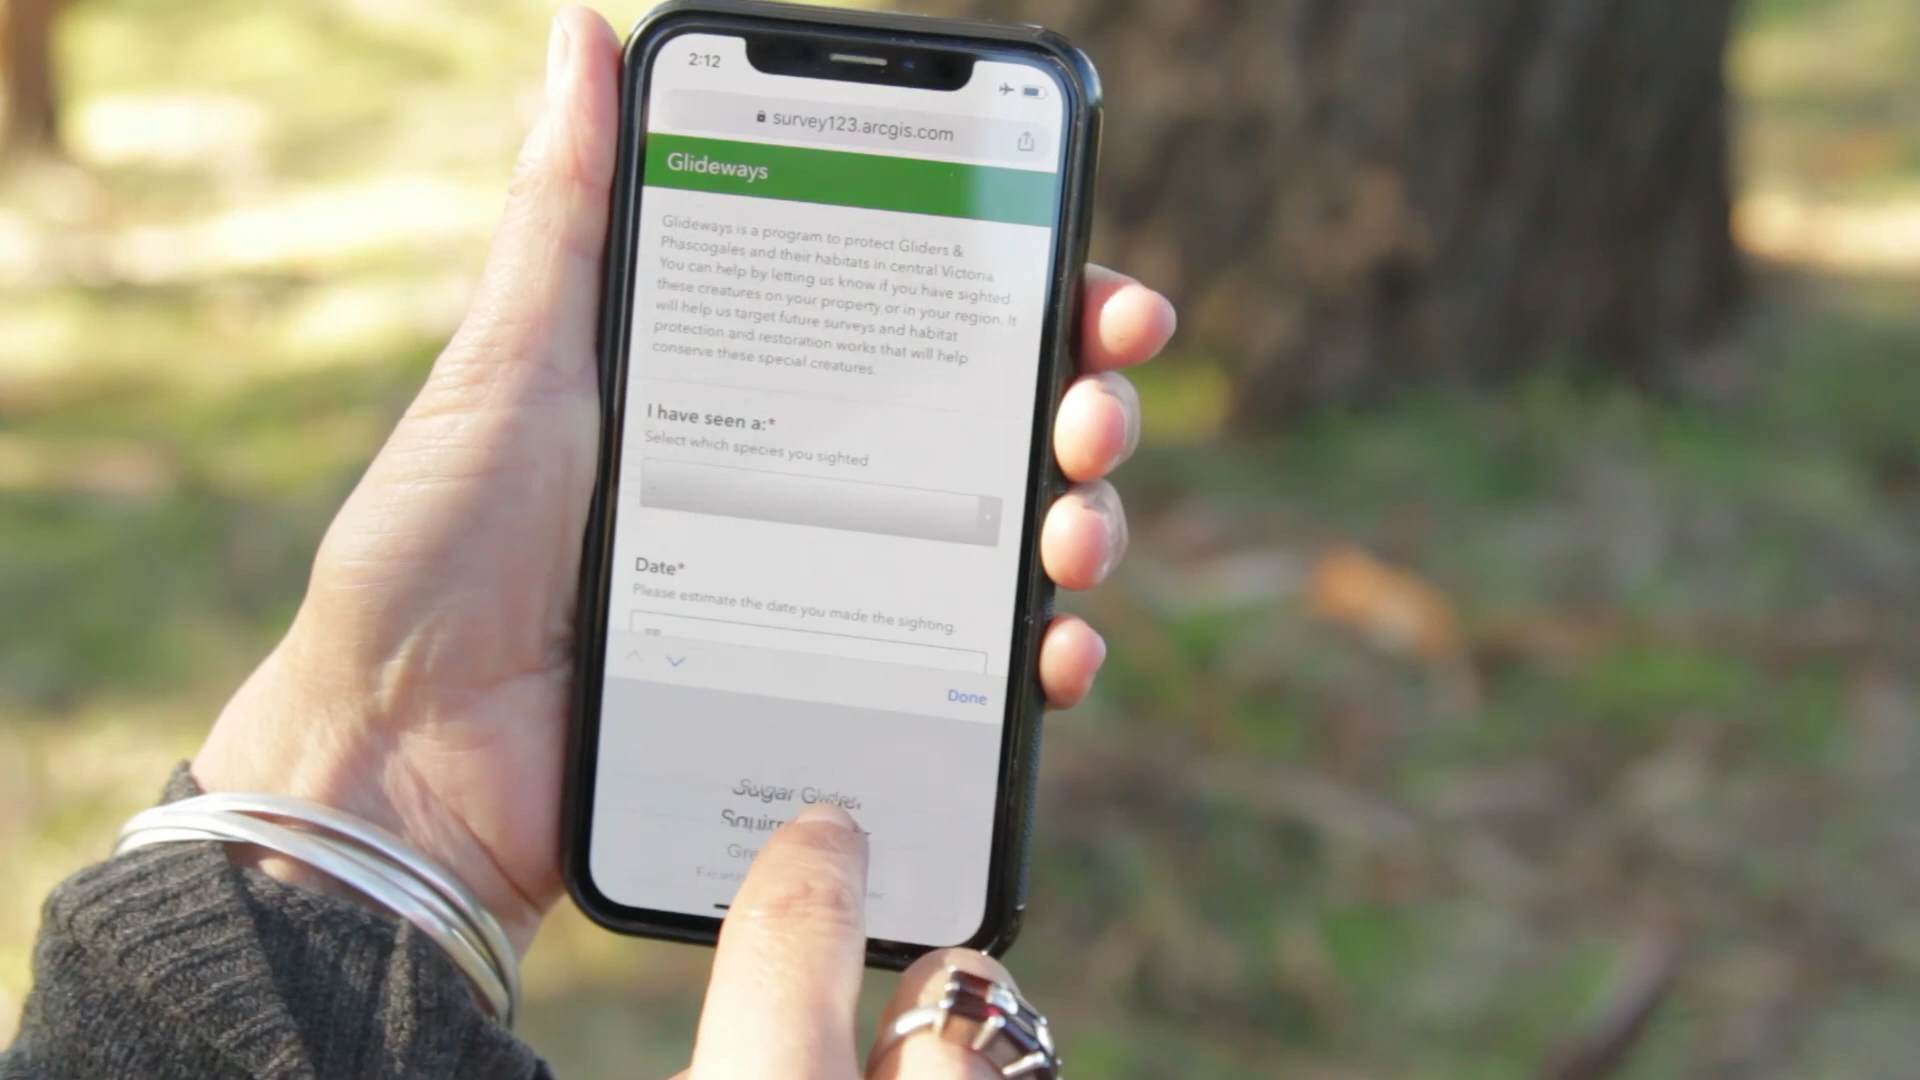 2:12
survey123.arcgis.com
Glideways
Glideways is a program to protect Gliders &
Phascogales and their habitats in central Victoria
You can help by letting us know if you have sighted
these creatures on your property or in your region. It
will help us target future surveys and habitat
protection and restoration works that will help
conserve these special creatures.
I have seen a:*
Select which species you sighted
Date*
Please estimate the date you made the sighting.
Done
Sugar Glider